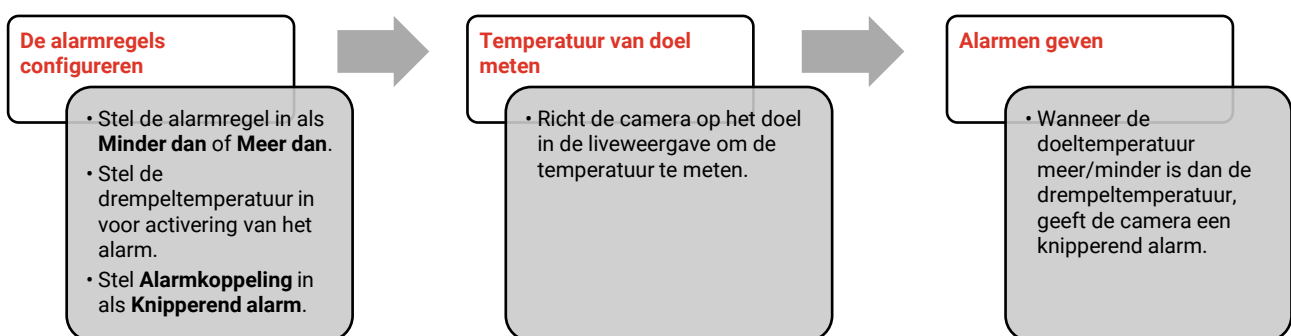 De alarmregels
configureren
• Stel de alarmregel in als
Minder dan of Meer dan.
• Stel de
drempeltemperatuur in
voor activering van het
alarm.
• Stel Alarmkoppeling in
als Knipperend alarm.
Temperatuur van doel
meten
• Richt de camera op het doel
in de liveweergave om de
temperatuur te meten.
Alarmen geven
• Wanneer de
doeltemperatuur
meer/minder is dan de
drempeltemperatuur,
geeft de camera een
knipperend alarm.